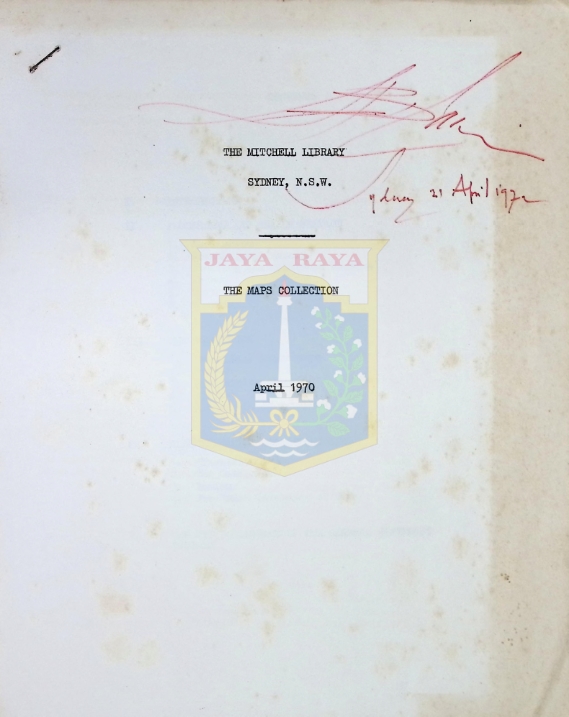 THE MITCHELL LIBRARY
SYDNEY, N.S.W.
Sydney 21 April 1972
JAYA RAYA
THE MAPS COLLECTION
April 1970